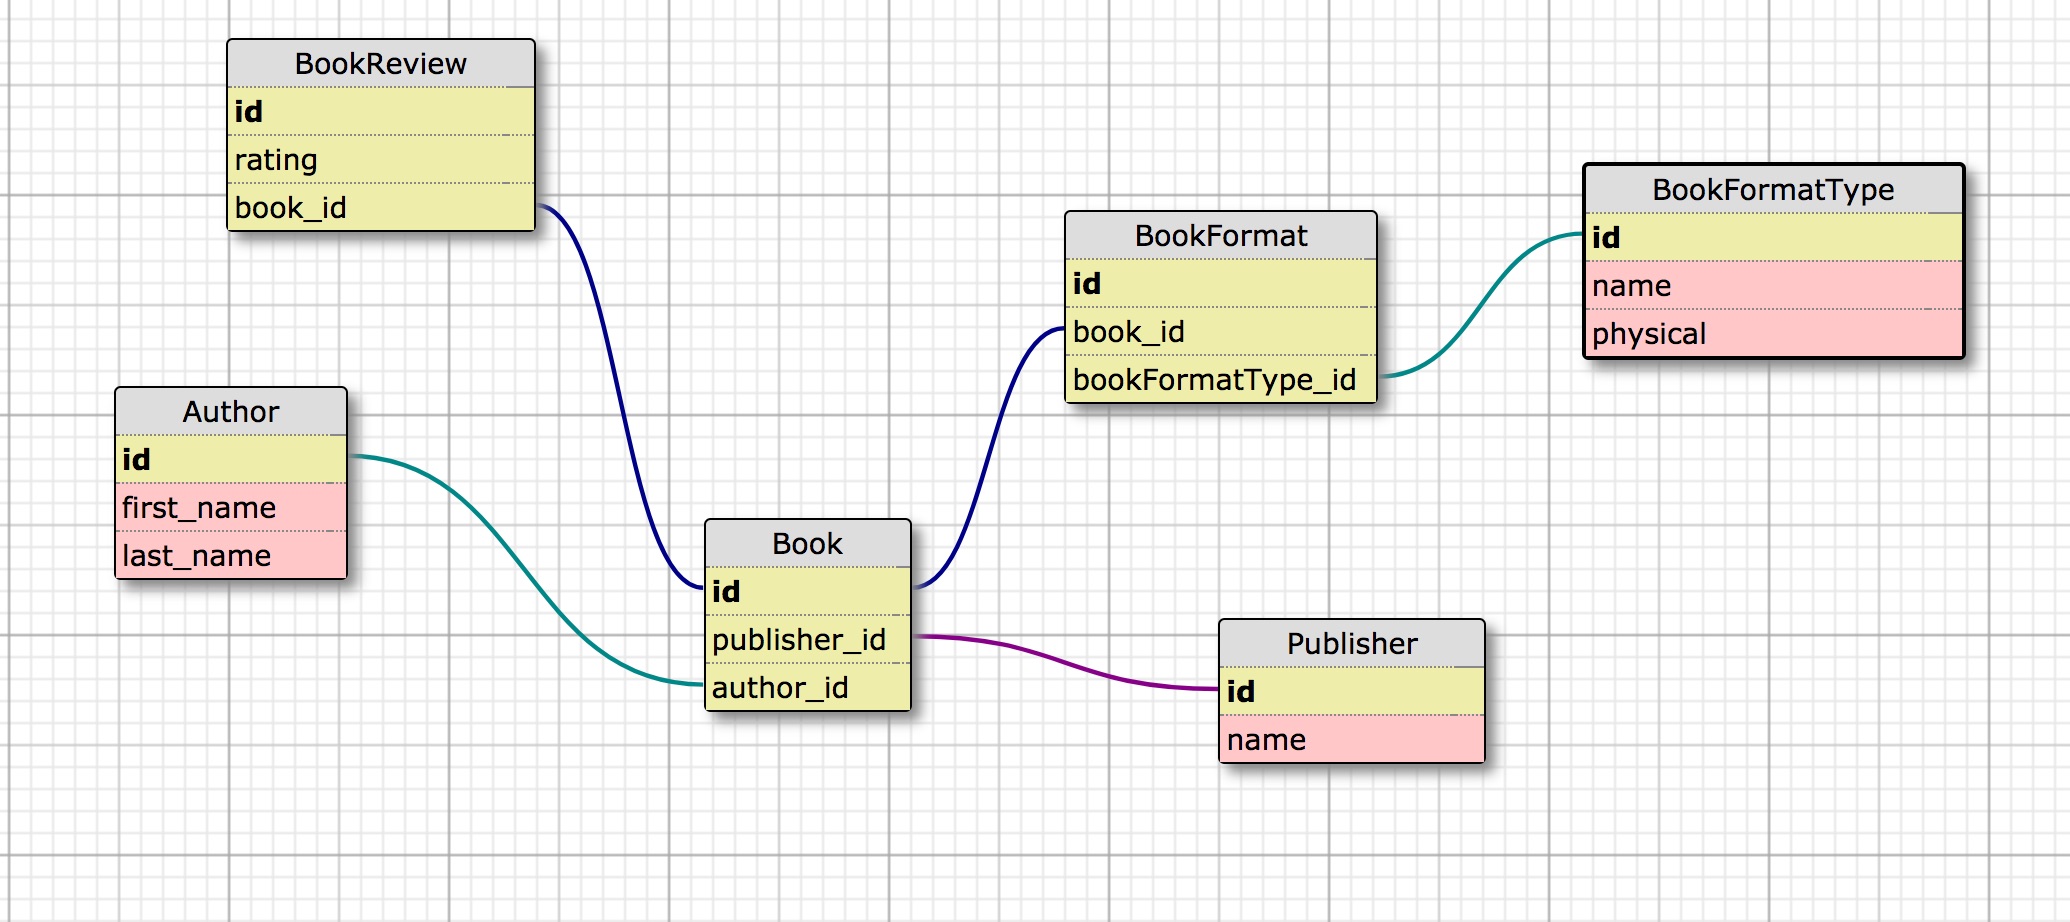 BookReview
id
rating
book_id
Author
id
first_name
last_name
Book
id
publisher_id
author_id
BookFormat
id
book_id
bookFormatType_id
BookFormatType
id
name
physical
Publisher
id
name